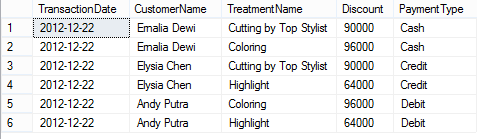 TransactionDate CustomerName TreatmentName Discount PaymentType
1 2012-12-22 Emalia Dewi Cutting by Top Stylist 90000 Cash
2 2012-12-22 Emalia Dewi Coloring 96000 Cash
3 2012-12-22 Elysia Chen Cutting by Top Stylist 90000 Credit
4 2012-12-22 Elysia Chen Highlight 64000 Credit
5 2012-12-22 Andy Putra Coloring 96000 Debit
6 2012-12-22 Andy Putra Highlight 64000 Debit